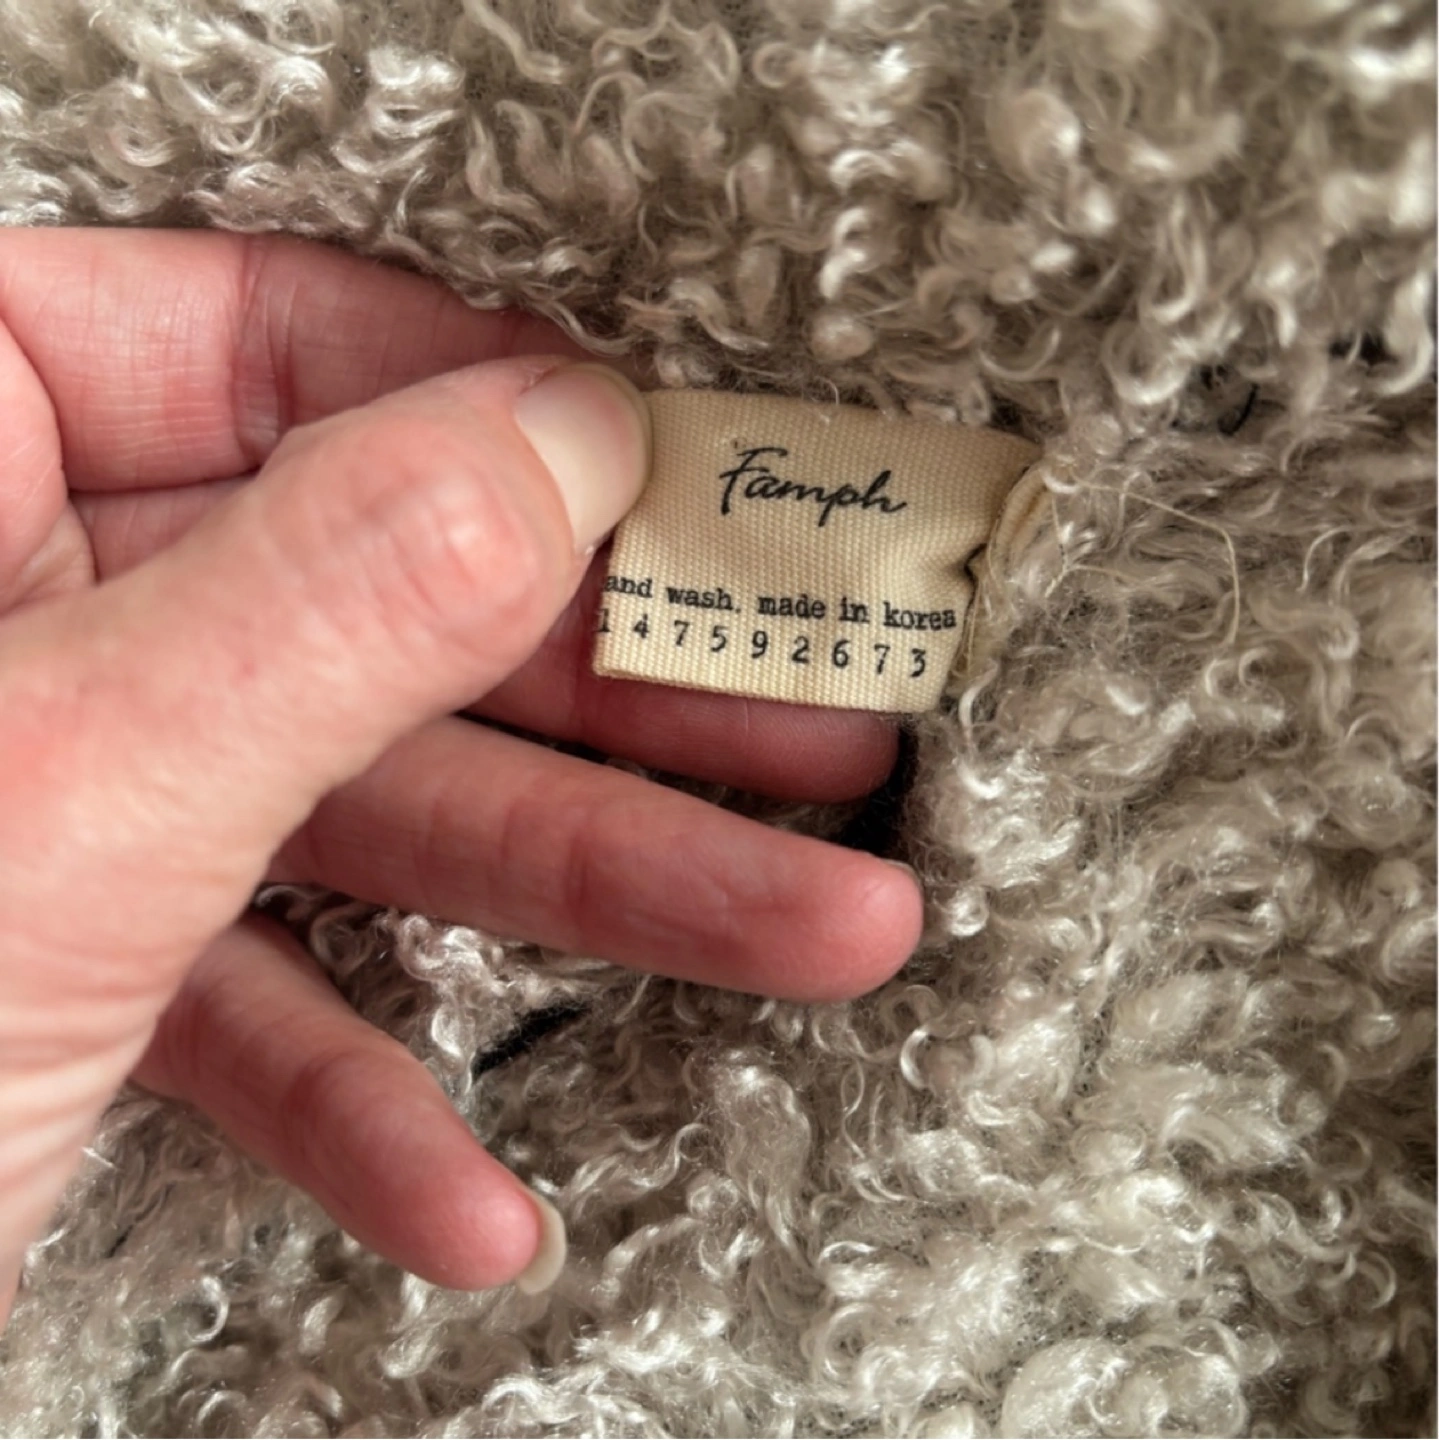 Famph
and wash. made in korea
1 4 7 5 9 2 6 7 3